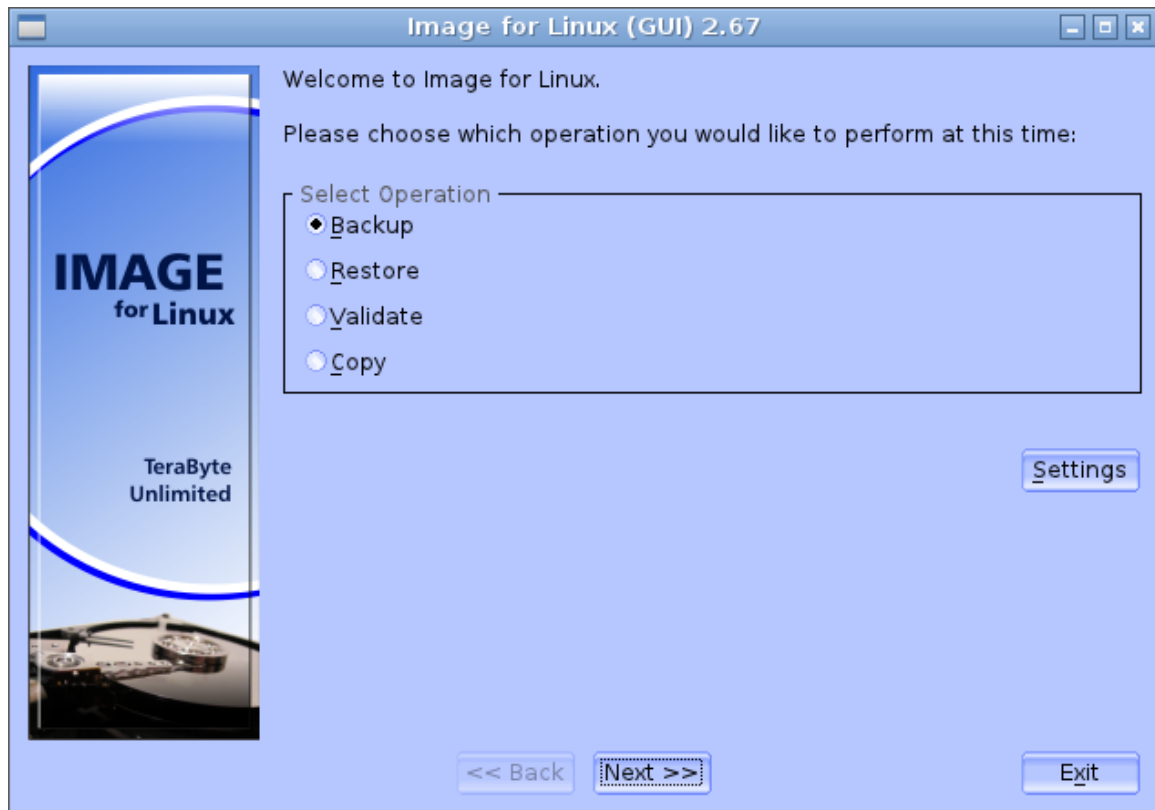 Image for Linux (GUI) 2.67
IMAGE
for Linux
TeraByte
Unlimited
Welcome to Image for Linux.
Please choose which operation you would like to perform at this time:
Select Operation
Backup
Restore
Validate
Copy
Settings
<< Back
Next >>
Exit